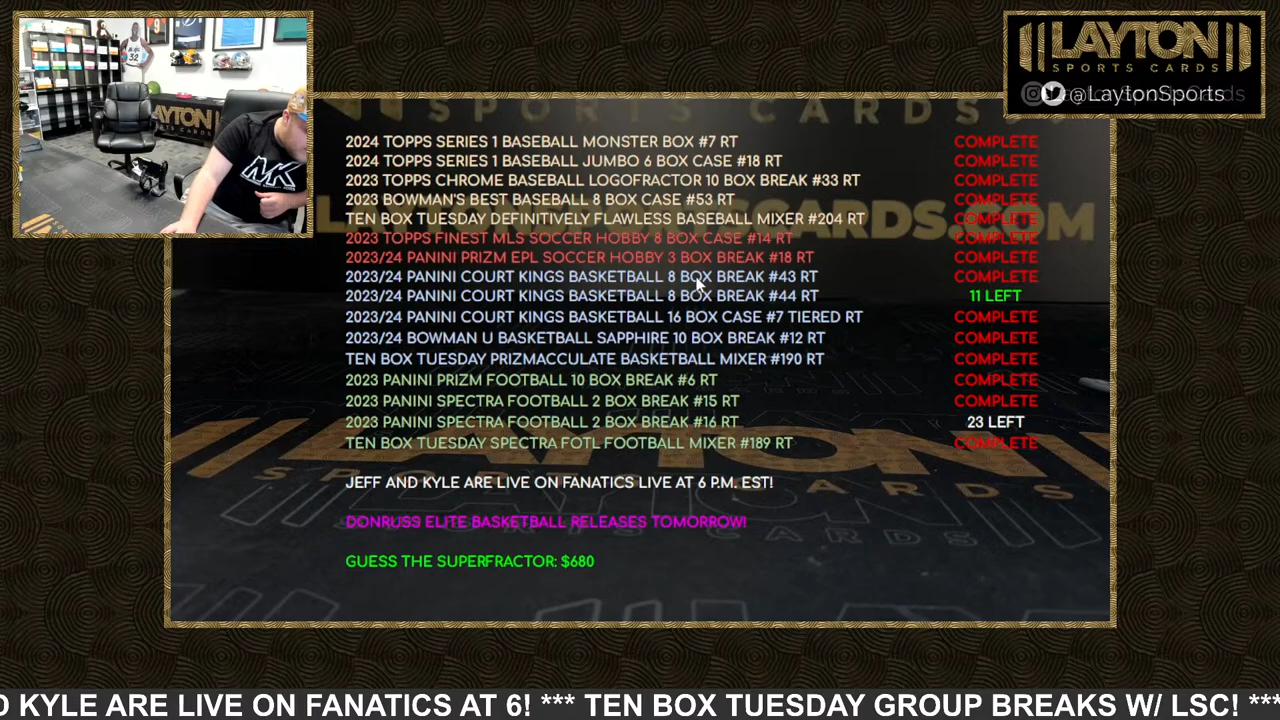 LAYTON
SPORTS CARDS
@LaytonSports
SPORTS CARDS
2024 TOPPS SERIES 1 BASEBALL MONSTER BOX #7 RT COMPLETE
2024 TOPPS SERIES 1 BASEBALL JUMBO 6 BOX CASE #18 RT COMPLETE
2023 TOPPS CHROME BASEBALL LOGOFRACTOR 10 BOX BREAK #33 RT COMPLETE
2023 BOWMAN'S BEST BASEBALL 8 BOX CASE #53 RT COMPLETE
TEN BOX TUESDAY DEFINITIVELY FLAWLESS BASEBALL MIXER #204 RT COMPLETE
2023 TOPPS FINEST MLS SOCCER HOBBY 8 BOX CASE #14 RT COMPLETE
2023/24 PANINI PRIZM EPL SOCCER HOBBY 3 BOX BREAK #18 RT COMPLETE
2023/24 PANINI COURT KINGS BASKETBALL 8 BOX BREAK #43 RT COMPLETE
2023/24 PANINI COURT KINGS BASKETBALL 8 BOX BREAK #44 RT 11 LEFT
2023/24 PANINI COURT KINGS BASKETBALL 16 BOX CASE #7 TIERED RT COMPLETE
2023/24 BOWMAN U BASKETBALL SAPPHIRE 10 BOX BREAK #12 RT COMPLETE
TEN BOX TUESDAY PRIZMACCULATE BASKETBALL MIXER #190 RT COMPLETE
2023 PANINI PRIZM FOOTBALL 10 BOX BREAK #6 RT COMPLETE
2023 PANINI SPECTRA FOOTBALL 2 BOX BREAK #15 RT COMPLETE
2023 PANINI SPECTRA FOOTBALL 2 BOX BREAK #16 RT 23 LEFT
TEN BOX TUESDAY SPECTRA FOTL FOOTBALL MIXER #189 RT COMPLETE
JEFF AND KYLE ARE LIVE ON FANATICS LIVE AT 6 P.M. EST!
DONRUSS ELITE BASKETBALL RELEASES TOMORROW!
GUESS THE SUPERFRACTOR: $680
D KYLE ARE LIVE ON FANATICS AT 6! *** TEN BOX TUESDAY GROUP BREAKS W/ LSC! ***